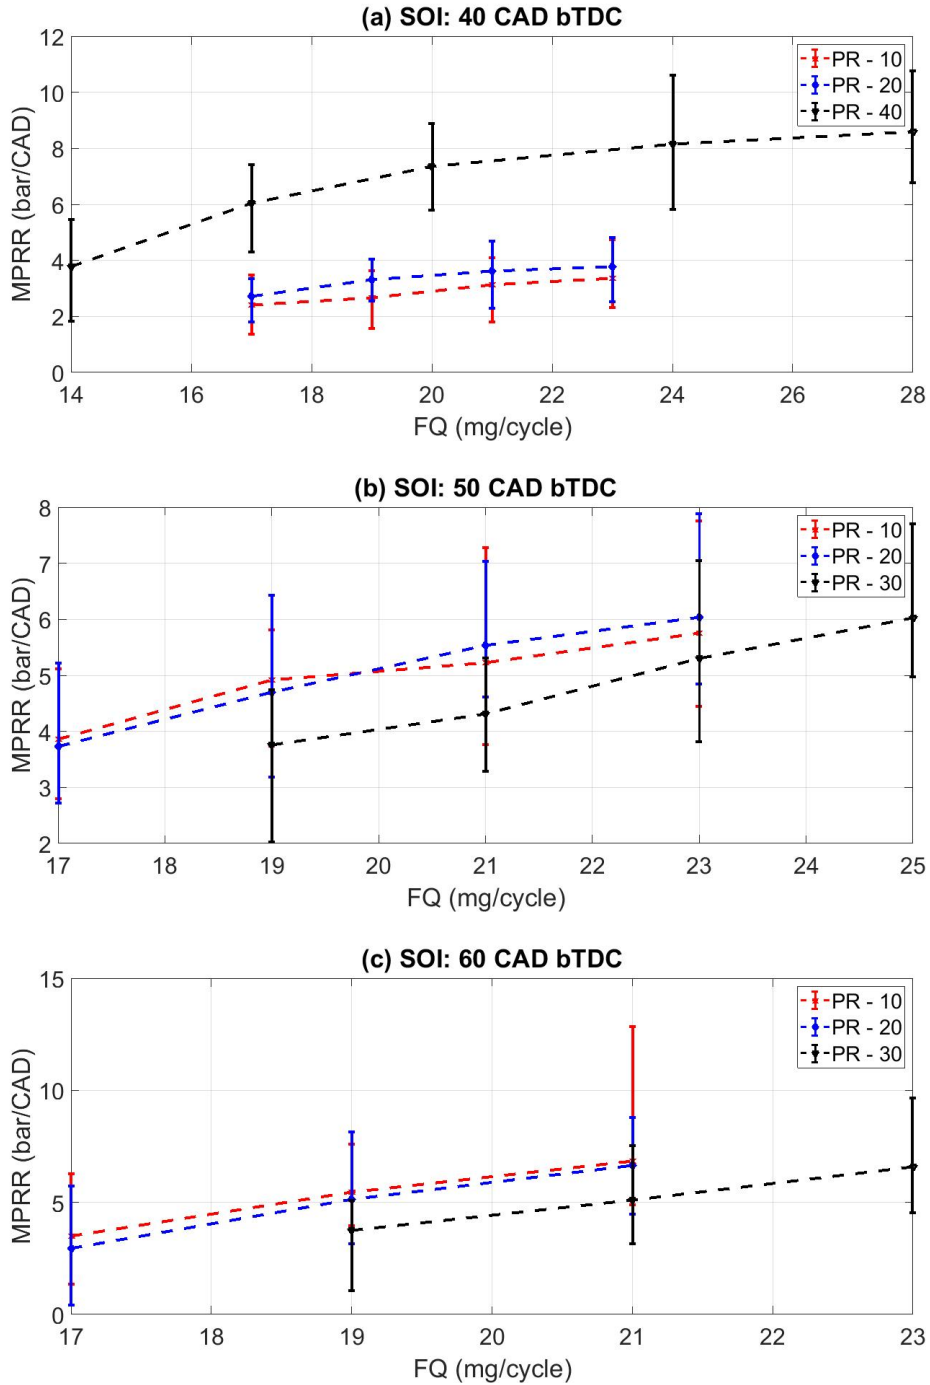 (a) SOI: 40 CAD bTDC
12
10
8
6
4
2
0
MPRR (bar/CAD)
PR - 10
PR - 20
PR - 40
14 16 18 20 22 24 26 28
FQ (mg/cycle)
(b) SOI: 50 CAD bTDC
8
7
6
5
4
3
2
MPRR (bar/CAD)
PR - 10
PR - 20
PR - 30
17 18 19 20 21 22 23 24 25
FQ (mg/cycle)
(c) SOI: 60 CAD bTDC
15
10
5
0
MPRR (bar/CAD)
PR - 10
PR - 20
PR - 30
17 18 19 20 21 22 23
FQ (mg/cycle)